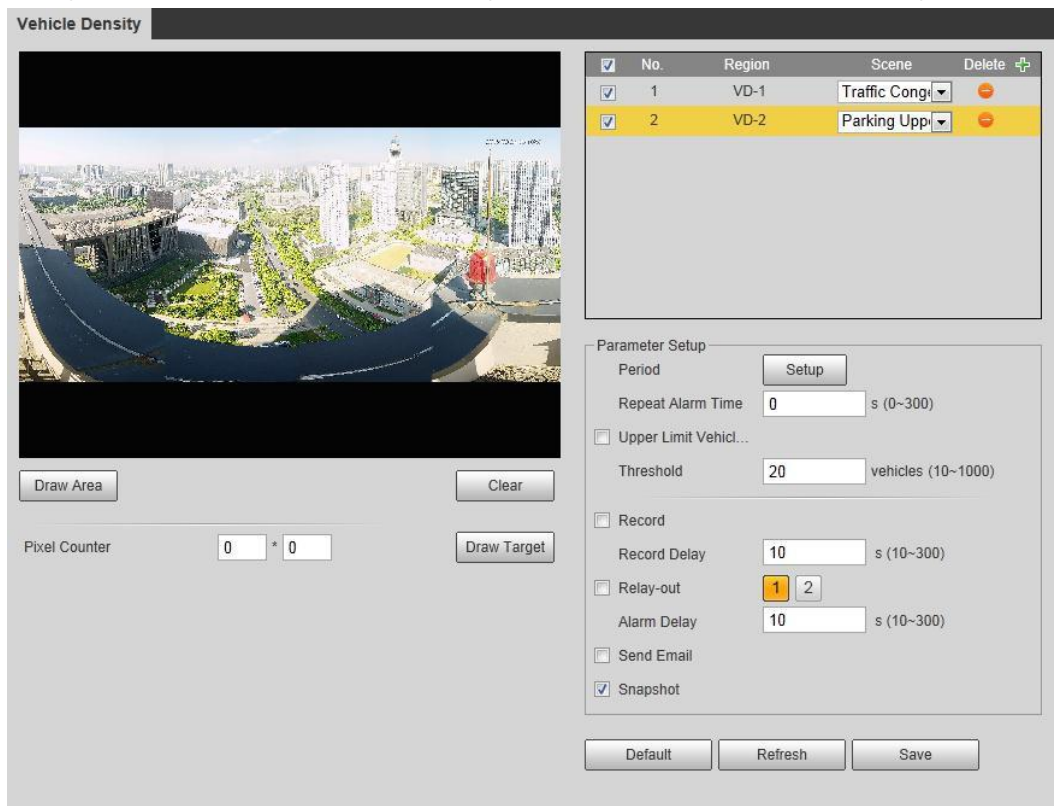 Vehicle Density
No. Region Scene Delete
1 VD-1 Traffic Cong
2 VD-2 Parking Upp
Parameter Setup
Period Setup
Repeat Alarm Time 0 s (0~300)
Upper Limit Vehicl...
Threshold 20 vehicles (10~1000)
Draw Area Clear
Pixel Counter 0 * 0 Draw Target
Record
Record Delay 10 s (10~300)
Relay-out 1 2
Alarm Delay 10 s (10~300)
Send Email
Snapshot
Default Refresh Save